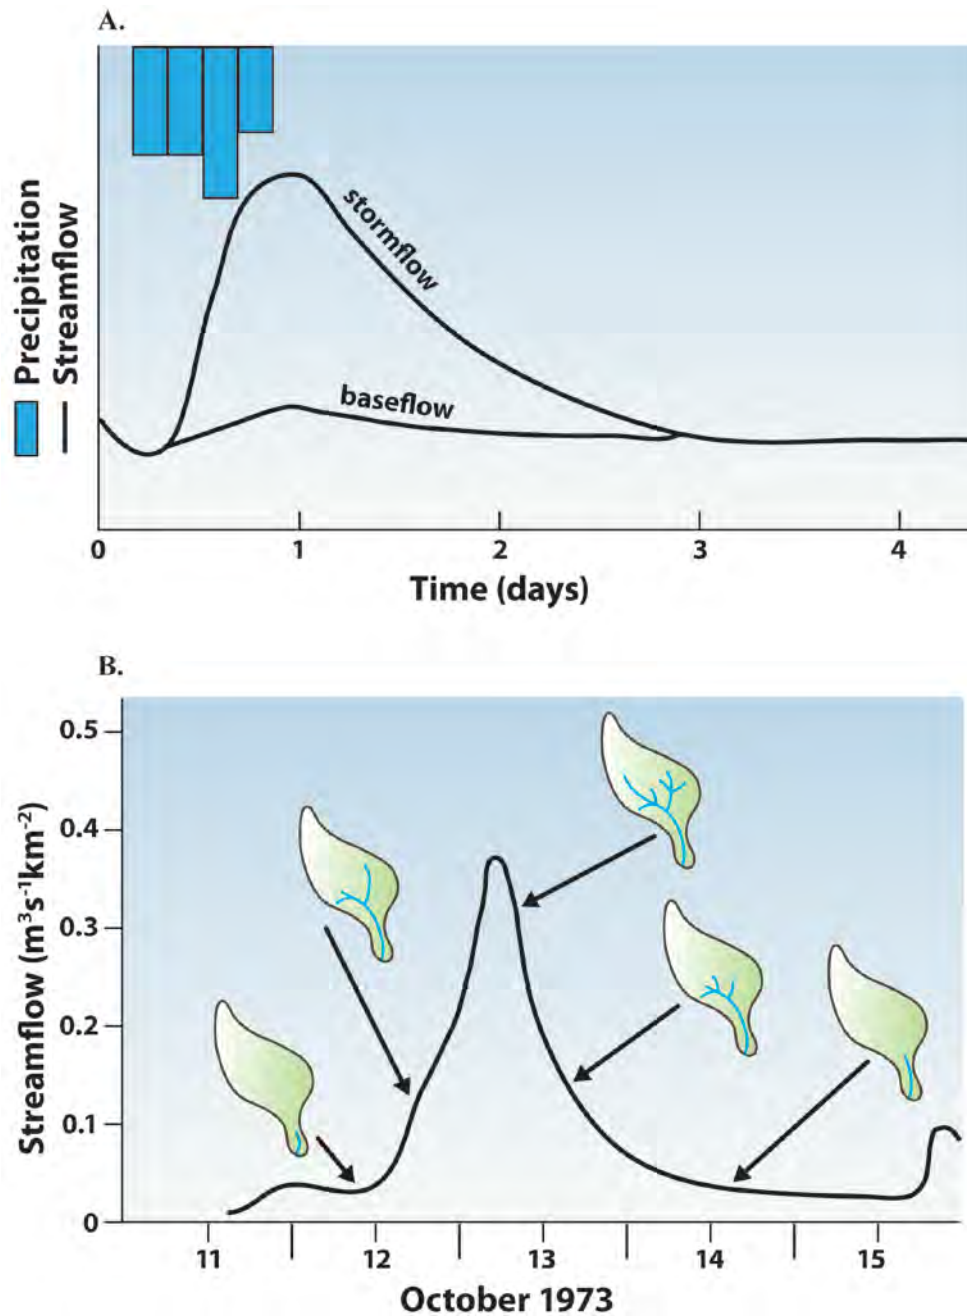 A.
Precipitation
Streamflow
stormflow
baseflow
0 1 2 3 4
Time (days)
B.
Streamflow (m³s⁻¹km⁻²)
0.5
0.4
0.3
0.2
0.1
0
11 12 13 14 15
October 1973